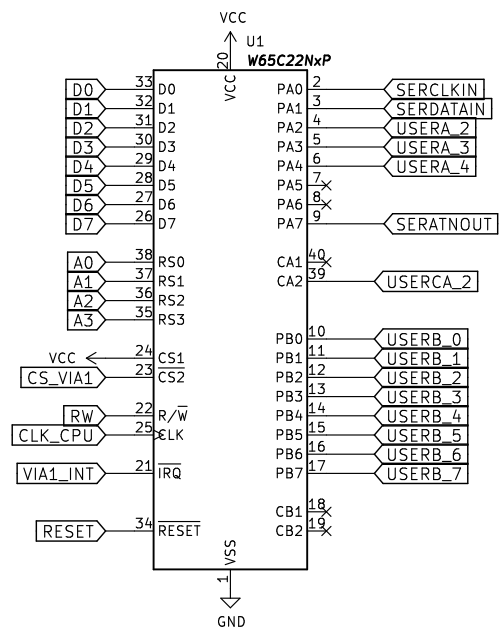 VCC
U1
W65C22NxP
20
VCC
D0 33 D0 PA0 2 SERCLKIN
D1 32 D1 PA1 3 SERDATAIN
D2 31 D2 PA2 4 USERA_2
D3 30 D3 PA3 5 USERA_3
D4 29 D4 PA4 6 USERA_4
D5 28 D5 PA5 7
D6 27 D6 PA6 8
D7 26 D7 PA7 9 SERATNOUT
A0 38 RS0 CA1 40
A1 37 RS1 CA2 39 USERCA_2
A2 36 RS2
A3 35 RS3
PB0 10 USERB_0
VCC 24 CS1 PB1 11 USERB_1
CS_VIA1 23 CS2 PB2 12 USERB_2
PB3 13 USERB_3
RW 22 R/W PB4 14 USERB_4
CLK_CPU 25 CLK PB5 15 USERB_5
PB6 16 USERB_6
VIA1_INT 21 IRQ PB7 17 USERB_7
CB1 18
RESET 34 RESET CB2 19
VSS
1
GND